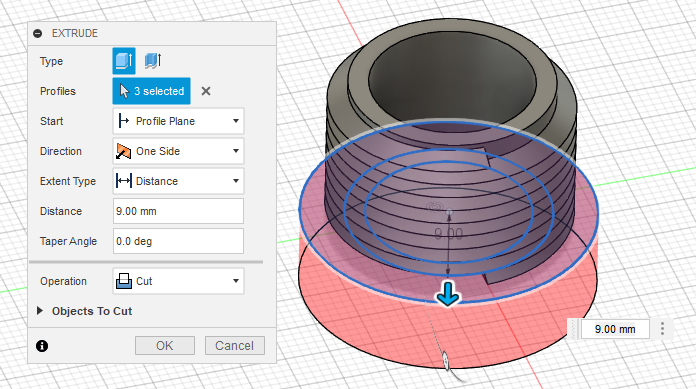 EXTRUDE
Type
Profiles 3 selected
Start Profile Plane
Direction One Side
Extent Type Distance
Distance 9.00 mm
Taper Angle 0.0 deg
Operation Cut
Objects To Cut
OK Cancel
9.00
9.00 mm